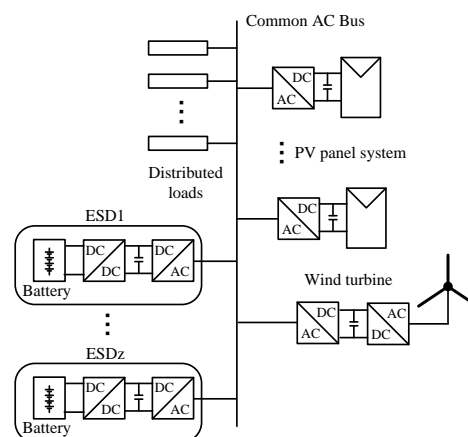 Common AC Bus
DC
AC
PV panel system
Distributed
loads
DC
AC
ESD1
DC
DC
DC
AC
Battery
Wind turbine
DC
AC
AC
DC
ESDz
DC
DC
DC
AC
Battery